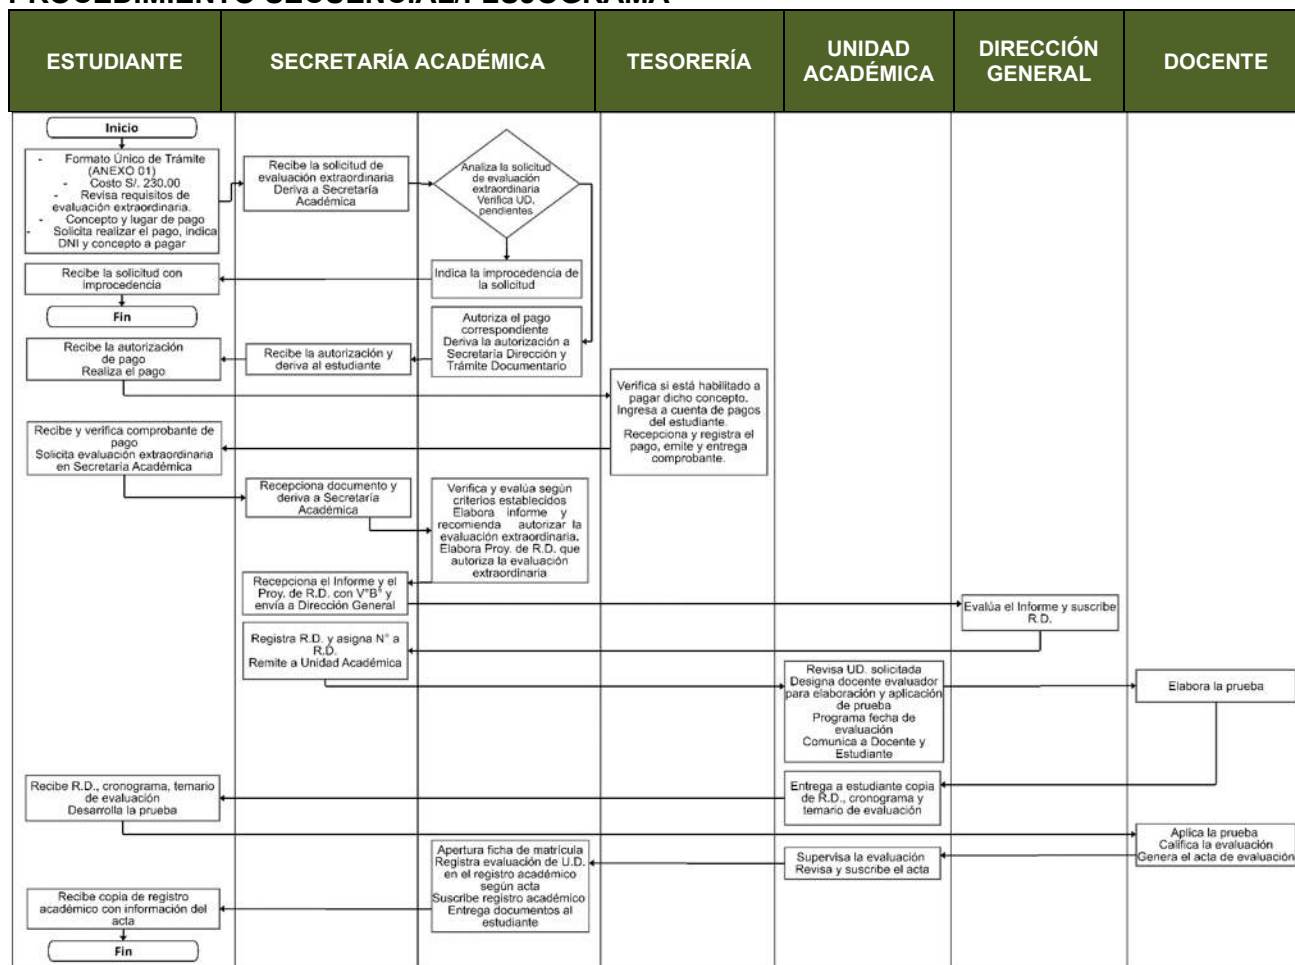 PROCEDIMIENTO SECUENCIAL/FLUJOGRAMA
ESTUDIANTE
SECRETARÍA ACADÉMICA
TESORERÍA
UNIDAD
ACADÉMICA
DIRECCIÓN
GENERAL
DOCENTE
Inicio
- Formato Único de Trámite
(ANEXO 01)
- Costo S/. 230.00
- Revisa requisitos de
evaluación extraordinaria.
- Concepto y lugar de pago
- Solicita realizar el pago, indica
DNI y concepto a pagar
Recibe la solicitud de
evaluación extraordinaria
Deriva a Secretaría
Académica
Analiza la solicitud
de evaluación
extraordinaria
Verifica UD.
pendientes
Indica la improcedencia de
la solicitud
Recibe la solicitud con
improcedencia
Fin
Autoriza el pago
correspondiente
Deriva la autorización a
Secretaría Dirección y
Trámite Documentario
Recibe la autorización y
deriva al estudiante
Recibe la autorización
de pago
Realiza el pago
Verifica si está habilitado a
pagar dicho concepto.
Ingresa a cuenta de pagos
del estudiante.
Recepciona y registra el
pago, emite y entrega
comprobante.
Recibe y verifica comprobante de
pago
Solicita evaluación extraordinaria
en Secretaría Académica
Recepciona documento y
deriva a Secretaría
Académica
Verifica y evalúa según
criterios establecidos
Elabora informe y
recomienda autorizar la
evaluación extraordinaria.
Elabora Proy. de R.D. que
autoriza la evaluación
extraordinaria
Recepciona el Informe y el
Proy. de R.D. con V°B° y
envía a Dirección General
Evalúa el Informe y suscribe
R.D.
Registra R.D. y asigna N° a
R.D.
Remite a Unidad Académica
Revisa UD. solicitada
Designa docente evaluador
para elaboración y aplicación
de prueba
Programa fecha de
evaluación
Comunica a Docente y
Estudiante
Elabora la prueba
Entrega a estudiante copia
de R.D., cronograma y
temario de evaluación
Recibe R.D., cronograma, temario
de evaluación
Desarrolla la prueba
Aplica la prueba
Califica la evaluación
Genera el acta de evaluación
Supervisa la evaluación
Revisa y suscribe el acta
Apertura ficha de matrícula
Registra evaluación de U.D.
en el registro académico
según acta
Suscribe registro académico
Entrega documentos al
estudiante
Recibe copia de registro
académico con información del
acta
Fin